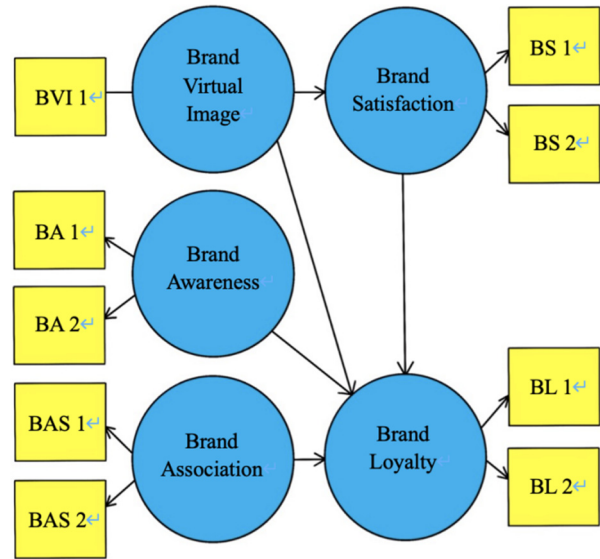 BVI 1↵
Brand
Virtual
Image↵
Brand
Satisfaction↵
BS 1↵
BS 2↵
BA 1↵
BA 2↵
Brand
Awareness↵
BAS 1↵
BAS 2↵
Brand
Association↵
Brand
Loyalty↵
BL 1↵
BL 2↵